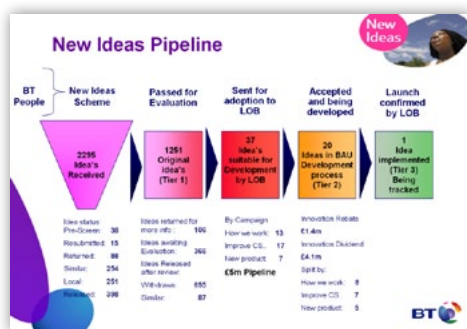 New Ideas Pipeline
New
Ideas
BT
People
New Ideas
Scheme
2295
Idea's
Received
Idea status:
Pre-Screen: 38
Resubmitted: 15
Returned: 88
Similar: 254
Local: 251
Released: 398
Passed for
Evaluation
1251
Original
idea's
(Tier 1)
Ideas returned for
more info : 106
Ideas awaiting
Evaluation: 366
Ideas Released
after review:
Withdrawn: 655
Similar: 87
Sent for
adoption to
LOB
37
Idea's
suitable for
Development
by LOB
By Campaign
How we work: 13
Improve CS.. 17
New product: 7
£5m Pipeline
Accepted
and being
developed
20
Ideas in BAU
Development
process
(Tier 2)
Innovation Rebate
£1.4m
Innovation Dividend
£4.1m
Split by:
How we work: 8
Improve CS. 7
New product: 5
Launch
confirmed
by LOB
1
Idea
implemented
(Tier 3)
Being
tracked
BT